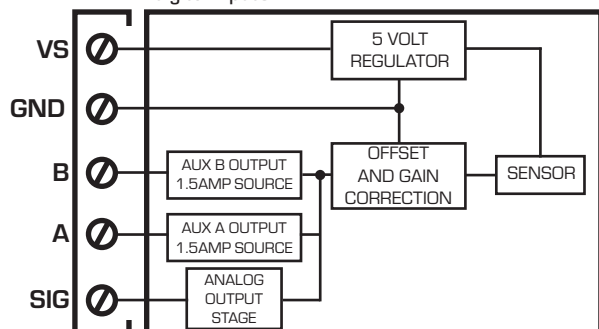 VS
5 VOLT
REGULATOR
GND
B
AUX B OUTPUT
1.5AMP SOURCE
OFFSET
AND GAIN
CORRECTION
SENSOR
A
AUX A OUTPUT
1.5AMP SOURCE
SIG
ANALOG
OUTPUT
STAGE